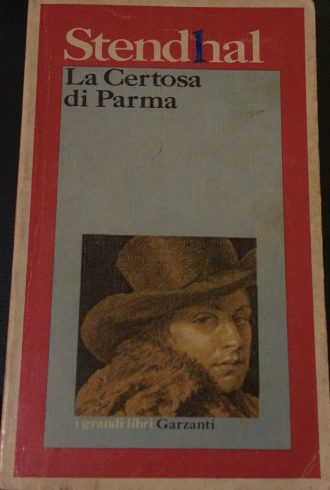 Stendhal
La Certosa
di Parma
i grandi libri Garzanti